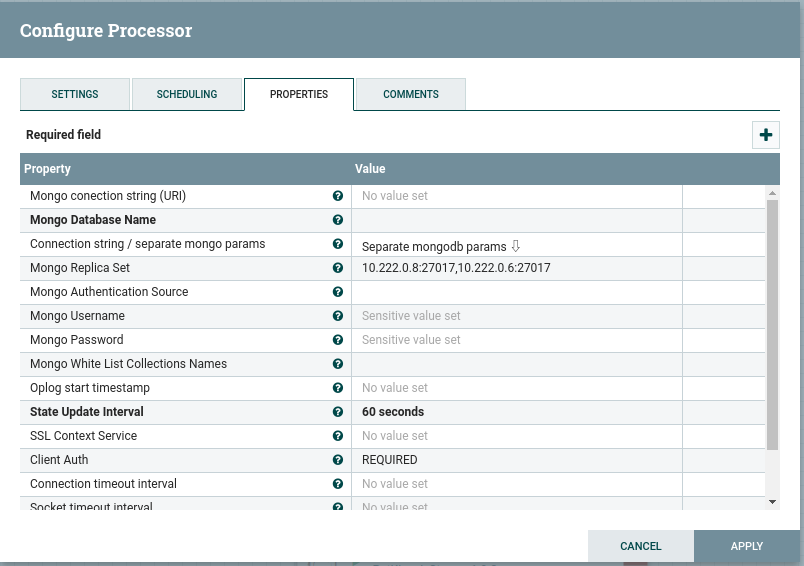 Configure Processor
SETTINGS SCHEDULING PROPERTIES COMMENTS
Required field
Property Value
Mongo conection string (URI) No value set
Mongo Database Name
Connection string / separate mongo params Separate mongodb params
Mongo Replica Set 10.222.0.8:27017,10.222.0.6:27017
Mongo Authentication Source
Mongo Username Sensitive value set
Mongo Password Sensitive value set
Mongo White List Collections Names
Oplog start timestamp No value set
State Update Interval 60 seconds
SSL Context Service No value set
Client Auth REQUIRED
Connection timeout interval No value set
Socket timeout interval No value set
CANCEL APPLY